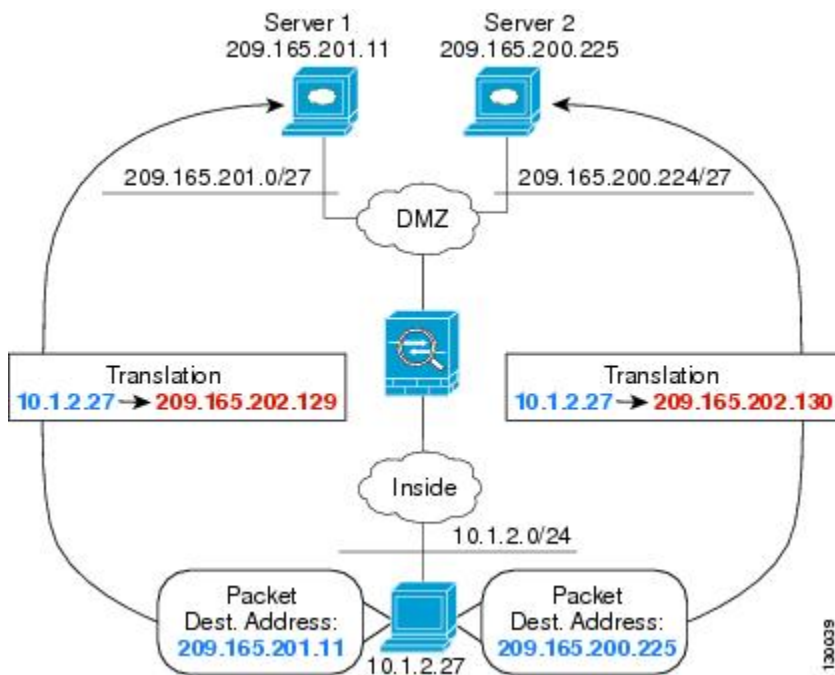 Server 1
209.165.201.11
Server 2
209.165.200.225
209.165.201.0/27
209.165.200.224/27
DMZ
Translation
10.1.2.27 209.165.202.129
Translation
10.1.2.27 209.165.202.130
Inside
10.1.2.0/24
Packet
Dest. Address:
209.165.201.11
Packet
Dest. Address:
209.165.200.225
10.1.2.27
130039